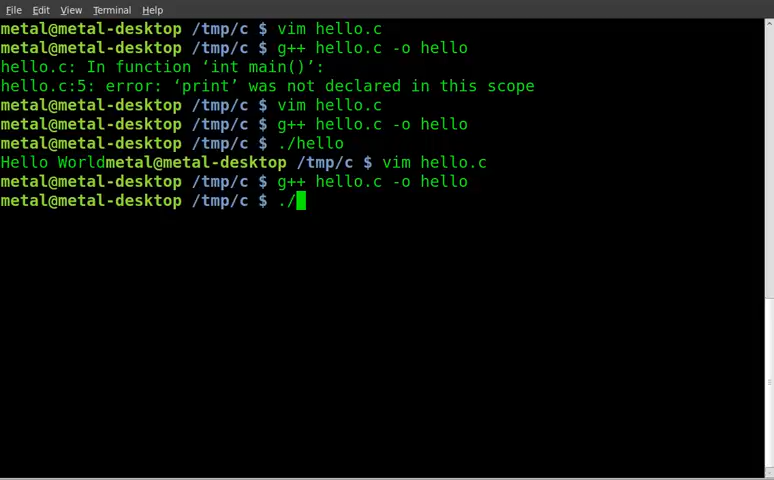 File Edit View Terminal Help
metal@metal-desktop /tmp/c $ vim hello.c
metal@metal-desktop /tmp/c $ g++ hello.c -o hello
hello.c: In function ‘int main()’:
hello.c:5: error: ‘print’ was not declared in this scope
metal@metal-desktop /tmp/c $ vim hello.c
metal@metal-desktop /tmp/c $ g++ hello.c -o hello
metal@metal-desktop /tmp/c $ ./hello
Hello Worldmetal@metal-desktop /tmp/c $ vim hello.c
metal@metal-desktop /tmp/c $ g++ hello.c -o hello
metal@metal-desktop /tmp/c $ ./